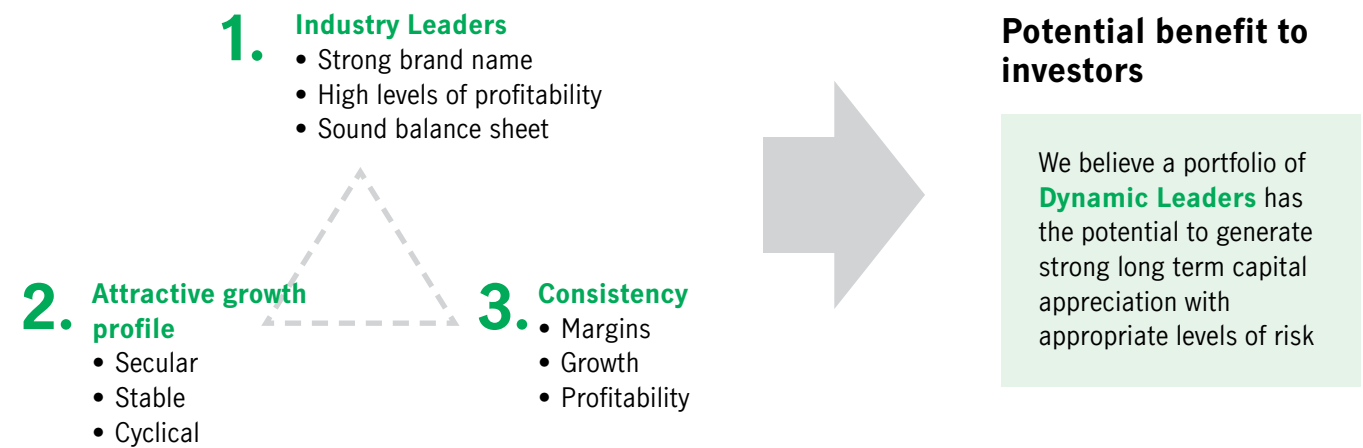 1.
Industry Leaders
• Strong brand name
• High levels of profitability
• Sound balance sheet
2.
Attractive growth
profile
• Secular
• Stable
• Cyclical
3.
Consistency
• Margins
• Growth
• Profitability
Potential benefit to
investors
We believe a portfolio of
Dynamic Leaders has
the potential to generate
strong long term capital
appreciation with
appropriate levels of risk